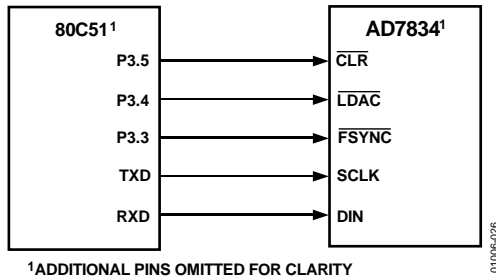 80C51¹ AD7834¹
P3.5 CLR
P3.4 LDAC
P3.3 FSYNC
TXD SCLK
RXD DIN
¹ADDITIONAL PINS OMITTED FOR CLARITY
01006-026